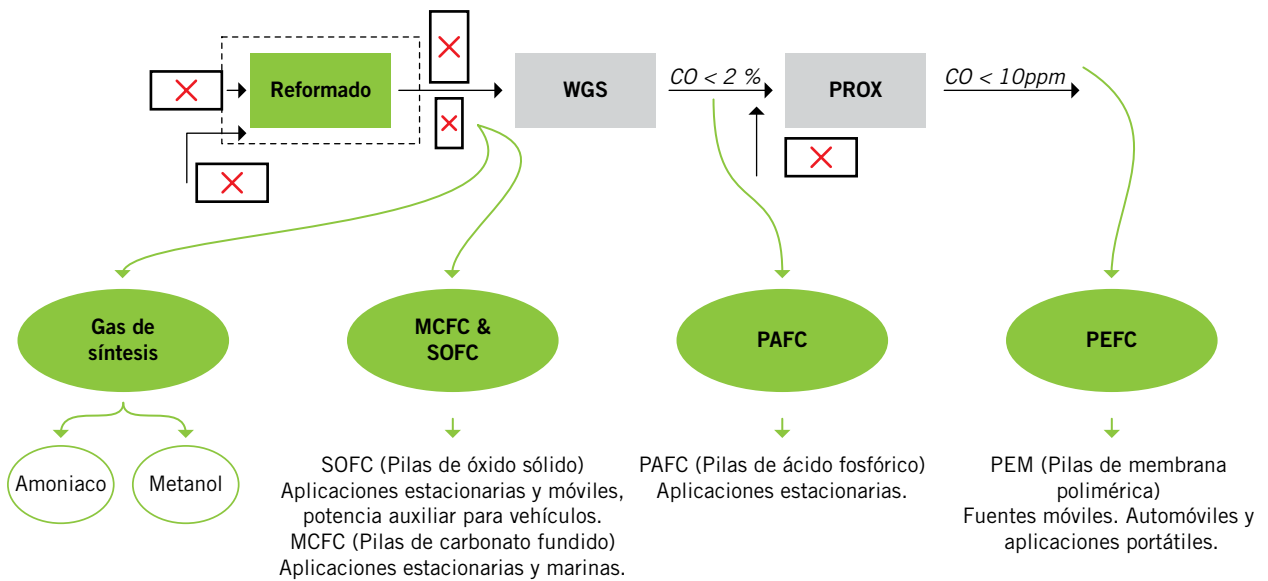 Reformado
WGS
CO < 2 %
PROX
CO < 10ppm
Gas de
síntesis
MCFC &
SOFC
PAFC
PEFC
Amoniaco
Metanol
SOFC (Pilas de óxido sólido)
Aplicaciones estacionarias y móviles,
potencia auxiliar para vehículos.
MCFC (Pilas de carbonato fundido)
Aplicaciones estacionarias y marinas.
PAFC (Pilas de ácido fosfórico)
Aplicaciones estacionarias.
PEM (Pilas de membrana
polimérica)
Fuentes móviles. Automóviles y
aplicaciones portátiles.